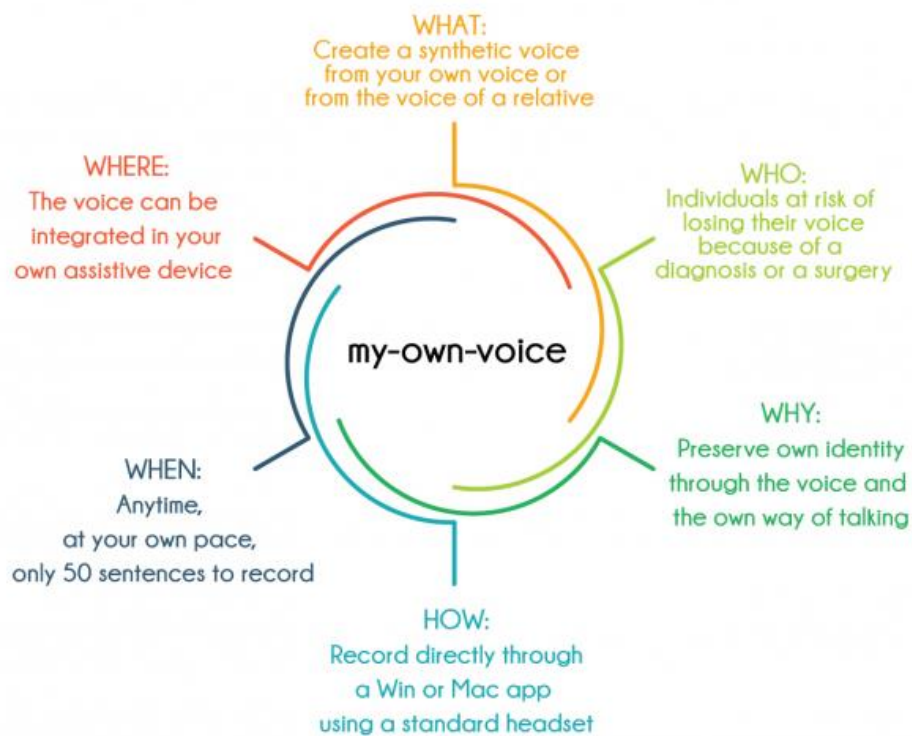 WHAT:
Create a synthetic voice
from your own voice or
from the voice of a relative
WHO:
Individuals at risk of
losing their voice
because of a
diagnosis or a surgery
WHY:
Preserve own identity
through the voice and
the own way of talking
HOW:
Record directly through
a Win or Mac app
using a standard headset
WHEN:
Anytime,
at your own pace,
only 50 sentences to record
WHERE:
The voice can be
integrated in your
own assistive device
my-own-voice